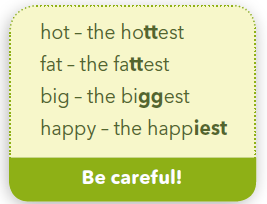 hot – the hottest
fat – the fattest
big – the biggest
happy – the happiest
Be careful!